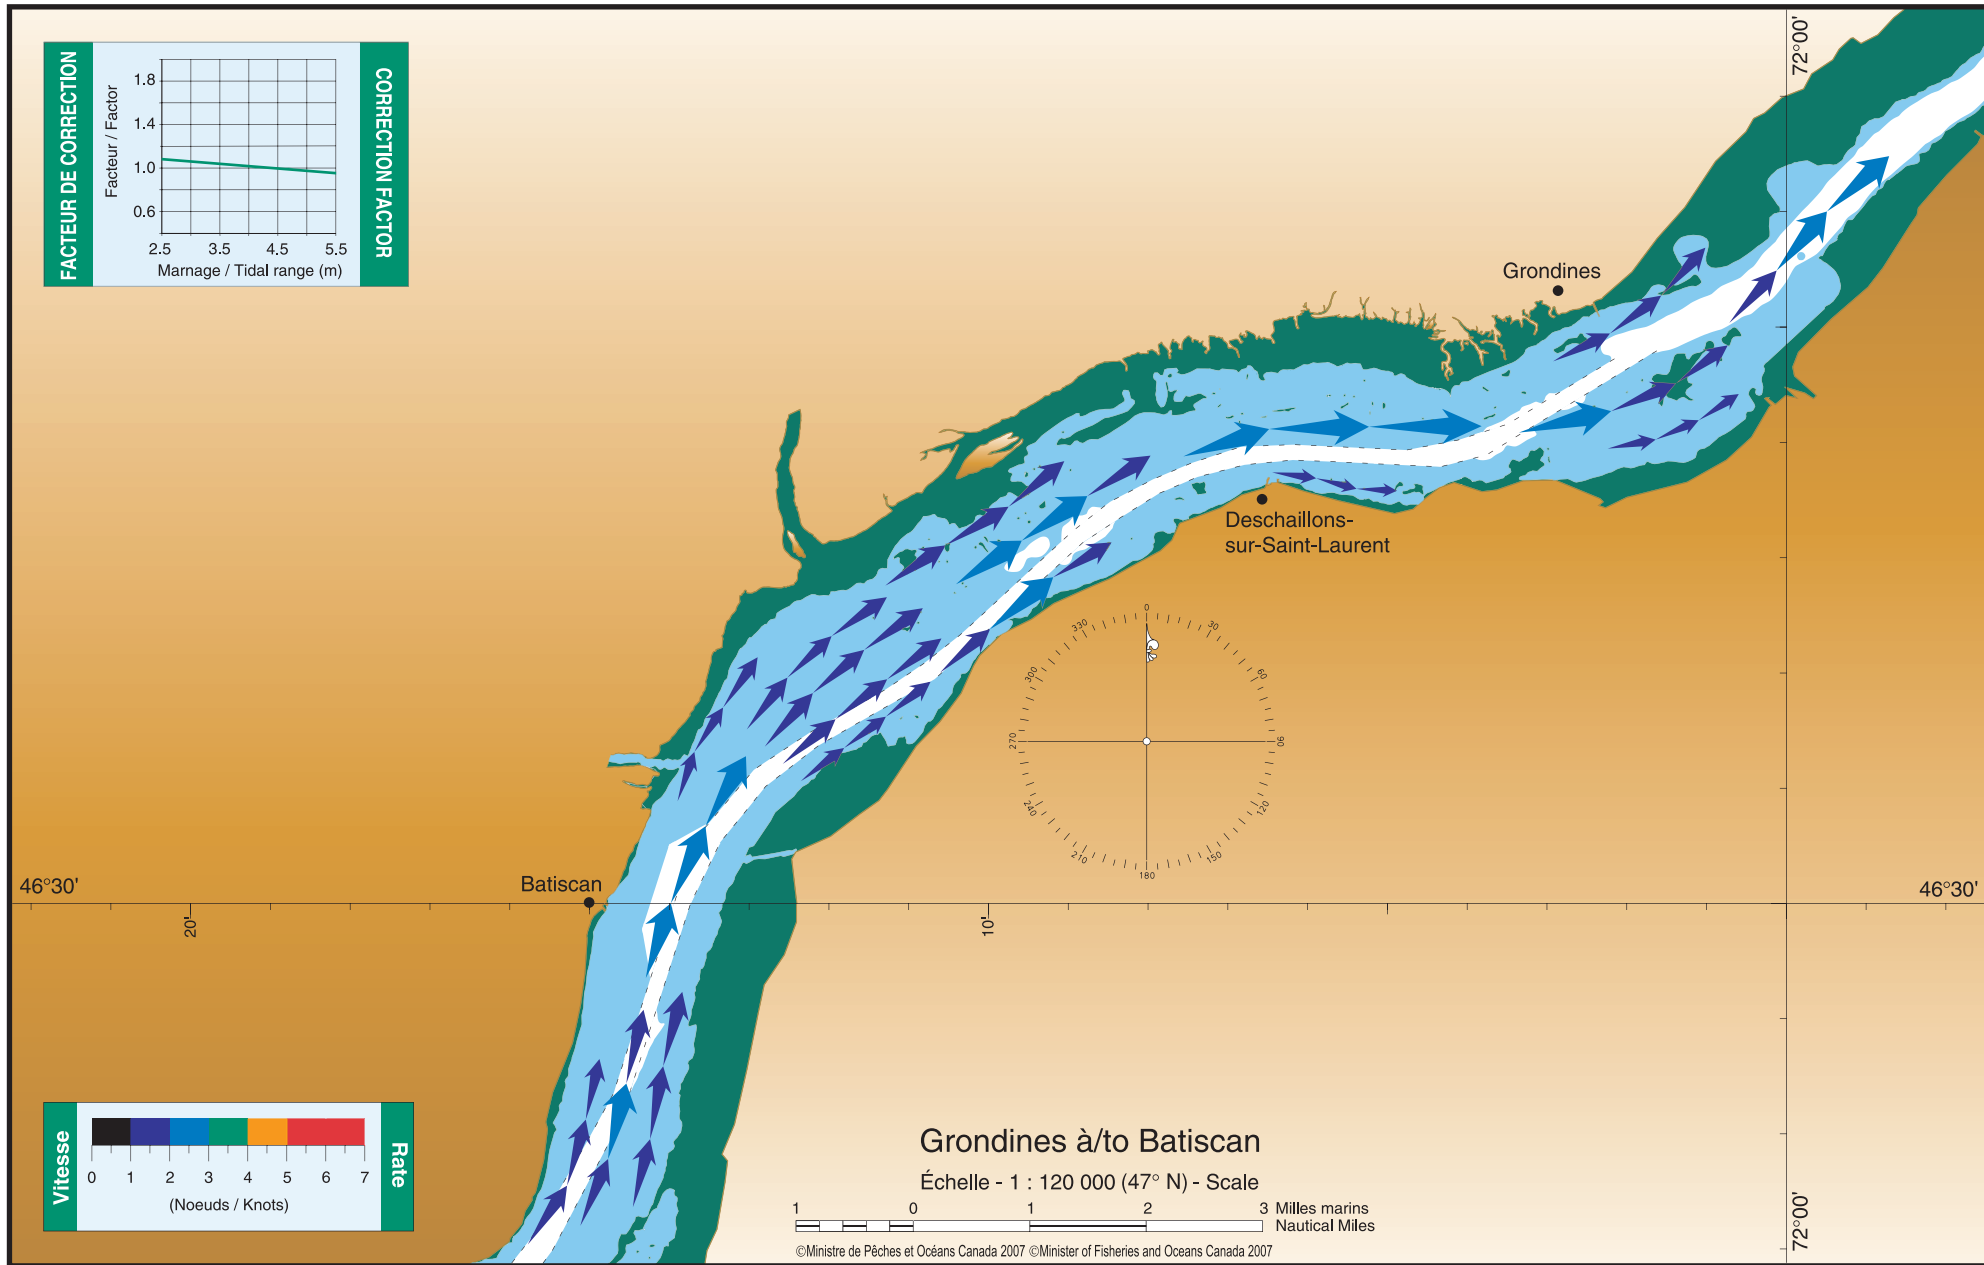 FACTEUR DE CORRECTION
CORRECTION FACTOR
Facteur / Factor
1.8
1.4
1.0
0.6
2.5 3.5 4.5 5.5
Marnage / Tidal range (m)
72°00'
Grondines
Deschaillons-
sur-Saint-Laurent
0
30
60
90
120
150
180
210
240
270
300
330
46°30'
Batiscan
46°30'
20'
10'
Vitesse
Rate
0 1 2 3 4 5 6 7
(Noeuds / Knots)
Grondines à/to Batiscan
Échelle - 1 : 120 000 (47° N) - Scale
1 0 1 2 3 Milles marins
Nautical Miles
©Ministre de Pêches et Océans Canada 2007 ©Minister of Fisheries and Oceans Canada 2007
72°00'